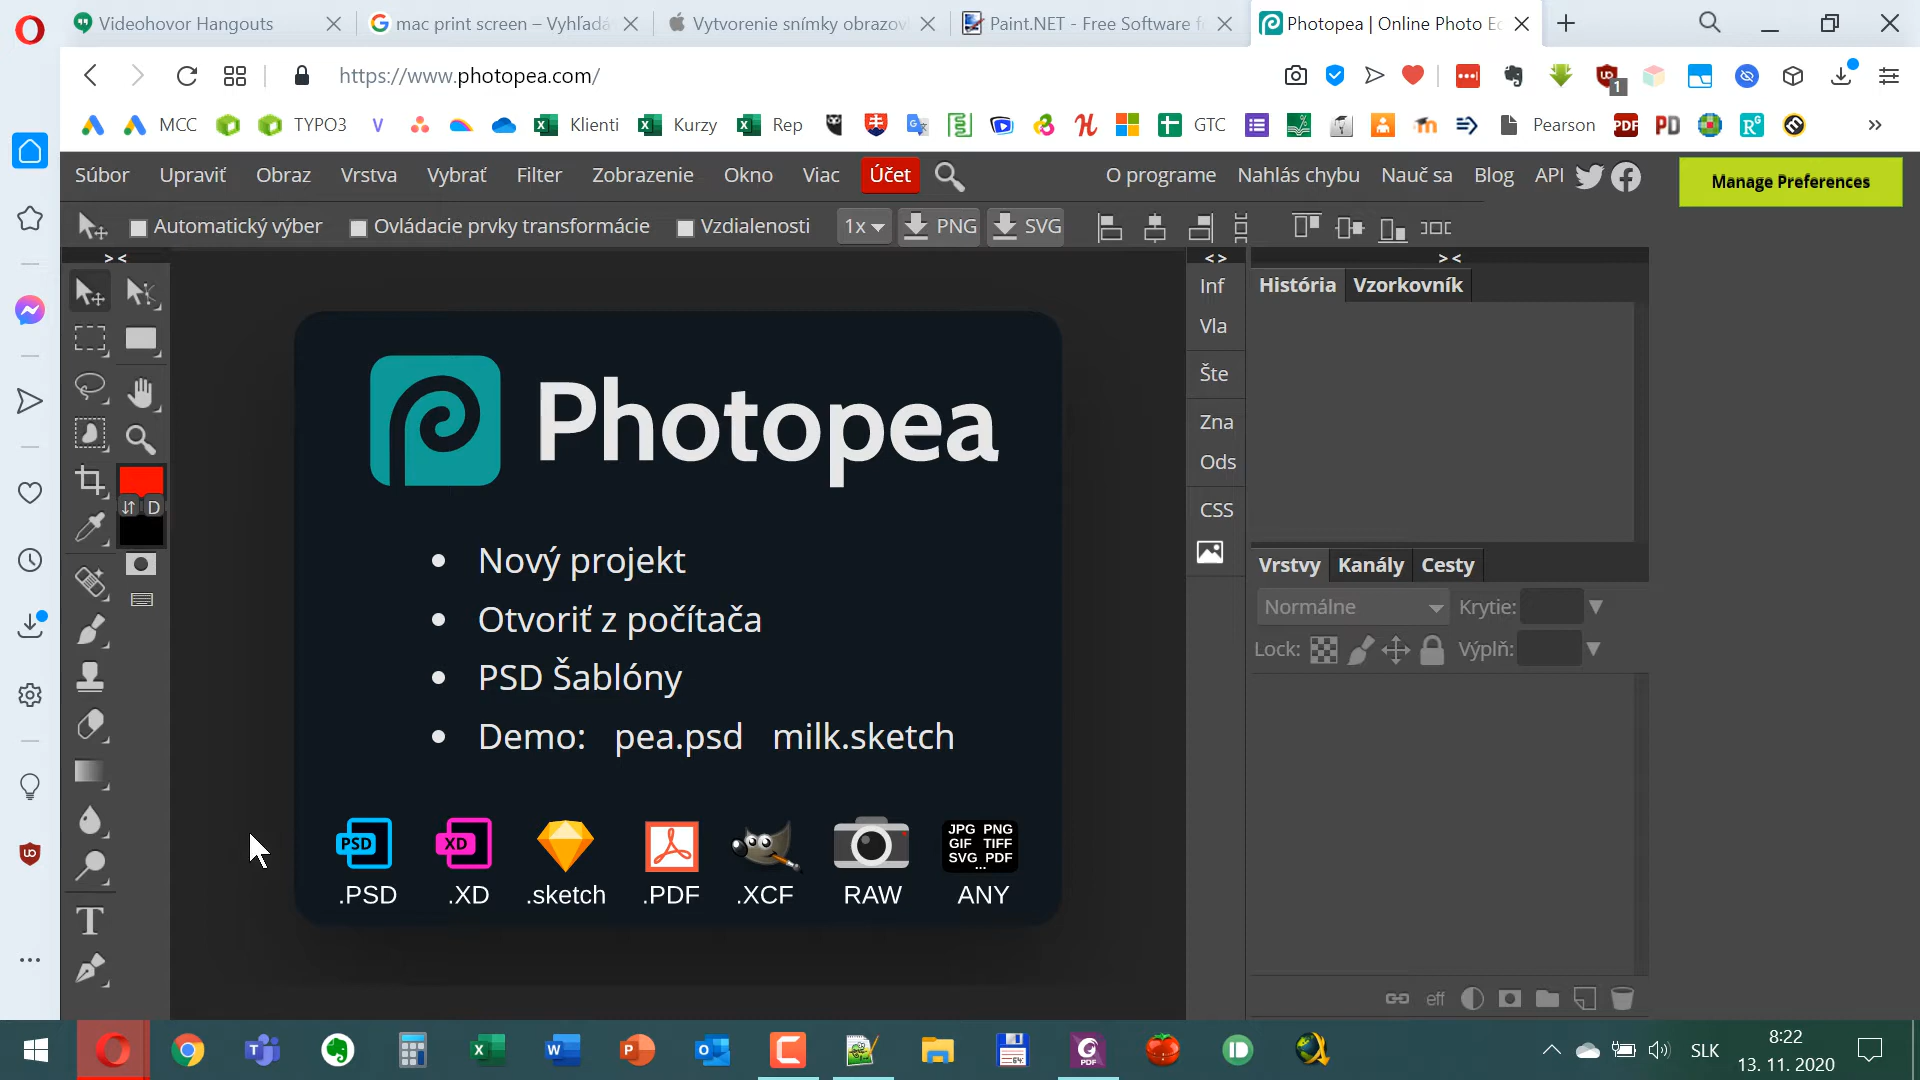 Videohovor Hangouts
mac print screen – Vyhľadá
Vytvorenie snímky obrazov
Paint.NET - Free Software f
Photopea | Online Photo Ed
https://www.photopea.com/
1
MCC
TYPO3
Klienti
Kurzy
Rep
GTC
Pearson
Súbor Upraviť Obraz Vrstva Vybrať Filter Zobrazenie Okno Viac Účet
O programe Nahlás chybu Nauč sa Blog API
Manage Preferences
Automatický výber Ovládacie prvky transformácie Vzdialenosti 1x PNG SVG
> <
< >
> <
Inf
Vla
Šte
Zna
Ods
CSS
História Vzorkovník
D
Photopea
Nový projekt
Otvoriť z počítača
PSD Šablóny
Demo: pea.psd milk.sketch
PSD
XD
JPG PNG
GIF TIFF
SVG PDF
...
.PSD .XD .sketch .PDF .XCF RAW ANY
Vrstvy Kanály Cesty
Normálne Krytie:
Lock: Výplň:
eff
T
SLK
8:22
13. 11. 2020